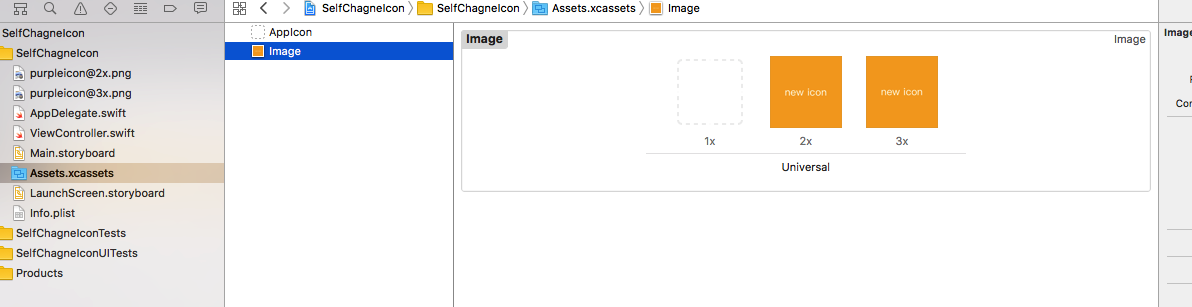 SelfChagneIcon 〉 SelfChagneIcon 〉 Assets.xcassets 〉 Image
SelfChagneIcon
SelfChagneIcon
purpleicon@2x.png
purpleicon@3x.png
AppDelegate.swift
ViewController.swift
Main.storyboard
Assets.xcassets
LaunchScreen.storyboard
Info.plist
SelfChagneIconTests
SelfChagneIconUITests
Products
AppIcon
Image
Image
Image
new icon
new icon
1x 2x 3x
Universal